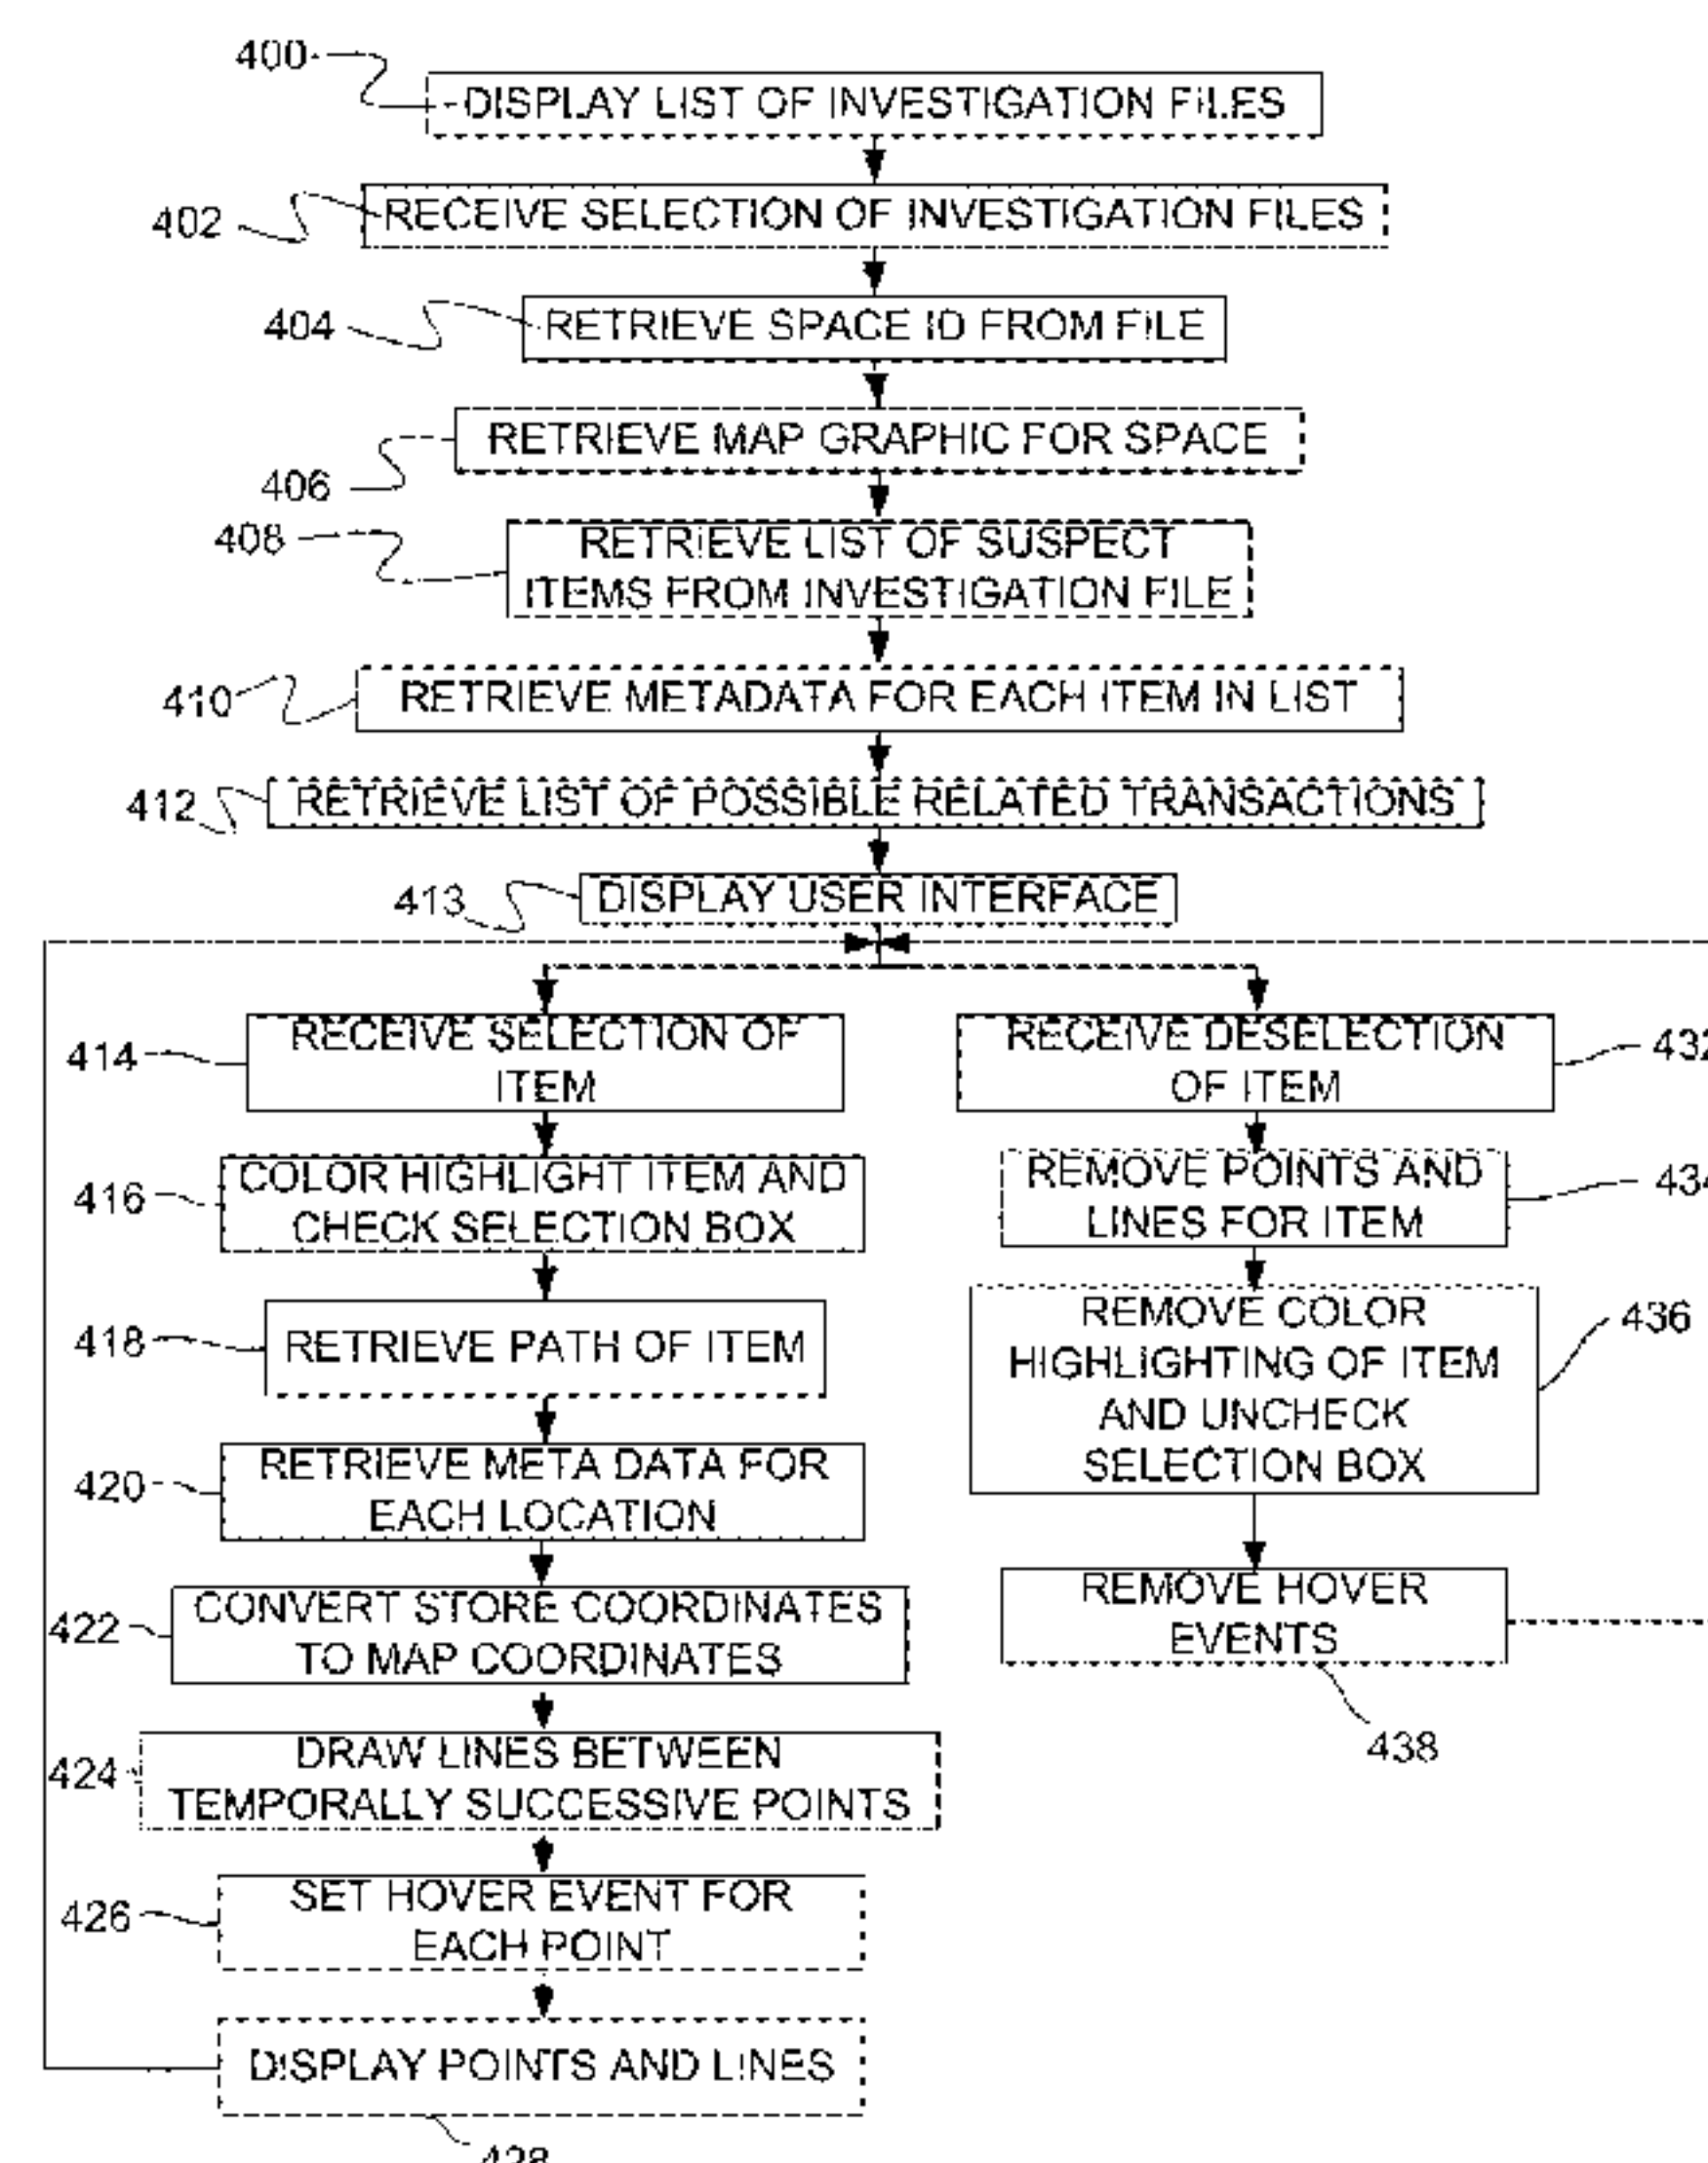 400
DISPLAY LIST OF INVESTIGATION FILES
402
RECEIVE SELECTION OF INVESTIGATION FILES
404
RETRIEVE SPACE ID FROM FILE
406
RETRIEVE MAP GRAPHIC FOR SPACE
408
RETRIEVE LIST OF SUSPECT
ITEMS FROM INVESTIGATION FILE
410
RETRIEVE METADATA FOR EACH ITEM IN LIST
412
RETRIEVE LIST OF POSSIBLE RELATED TRANSACTIONS
413
DISPLAY USER INTERFACE
414
RECEIVE SELECTION OF
ITEM
416
COLOR HIGHLIGHT ITEM AND
CHECK SELECTION BOX
418
RETRIEVE PATH OF ITEM
420
RETRIEVE META DATA FOR
EACH LOCATION
422
CONVERT STORE COORDINATES
TO MAP COORDINATES
424
DRAW LINES BETWEEN
TEMPORALLY SUCCESSIVE POINTS
426
SET HOVER EVENT FOR
EACH POINT
DISPLAY POINTS AND LINES
428
RECEIVE DESELECTION
OF ITEM
432
REMOVE POINTS AND
LINES FOR ITEM
434
REMOVE COLOR
HIGHLIGHTING OF ITEM
AND UNCHECK
SELECTION BOX
436
REMOVE HOVER
EVENTS
438